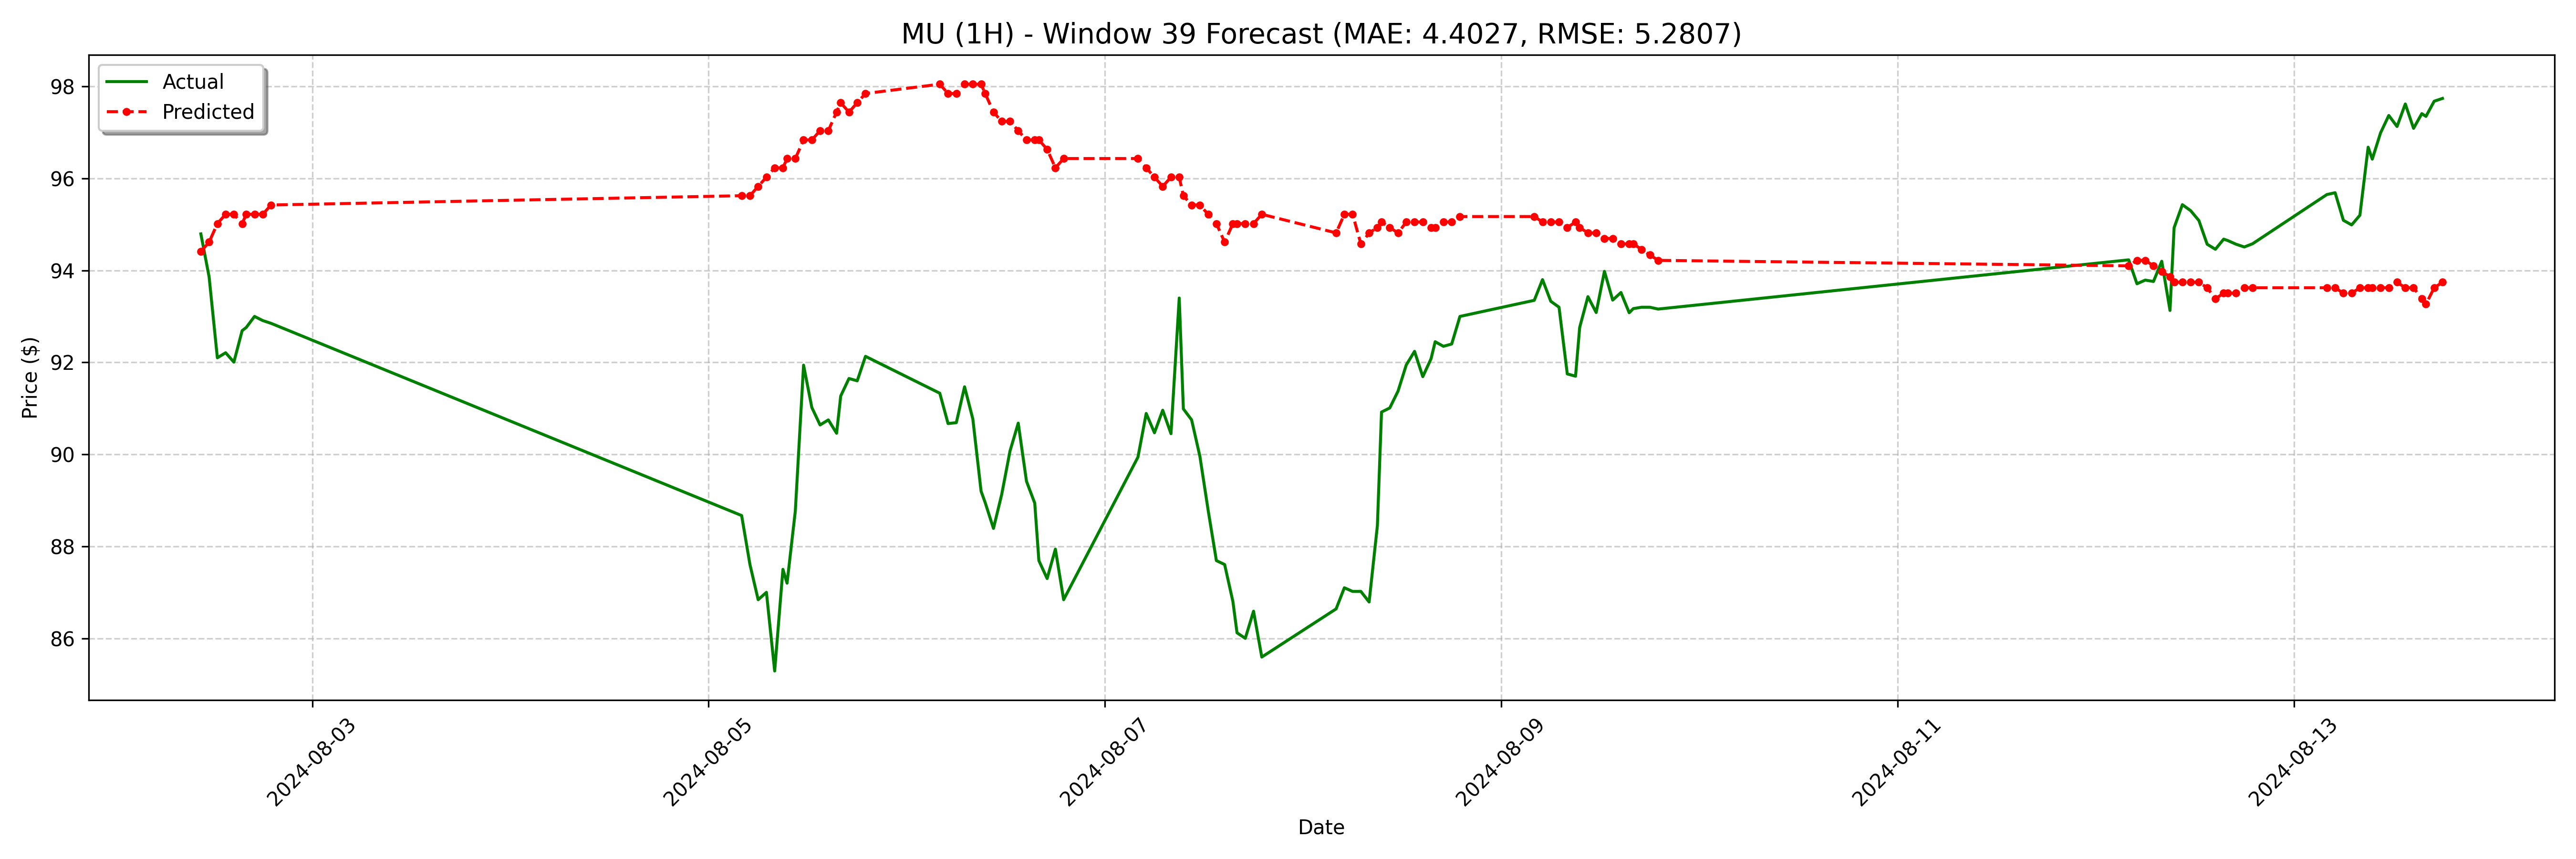 MU (1H) - Window 39 Forecast (MAE: 4.4027, RMSE: 5.2807)
Actual
Predicted
Price ($)
98
96
94
92
90
88
86
2024-08-03
2024-08-05
2024-08-07
2024-08-09
2024-08-11
2024-08-13
Date